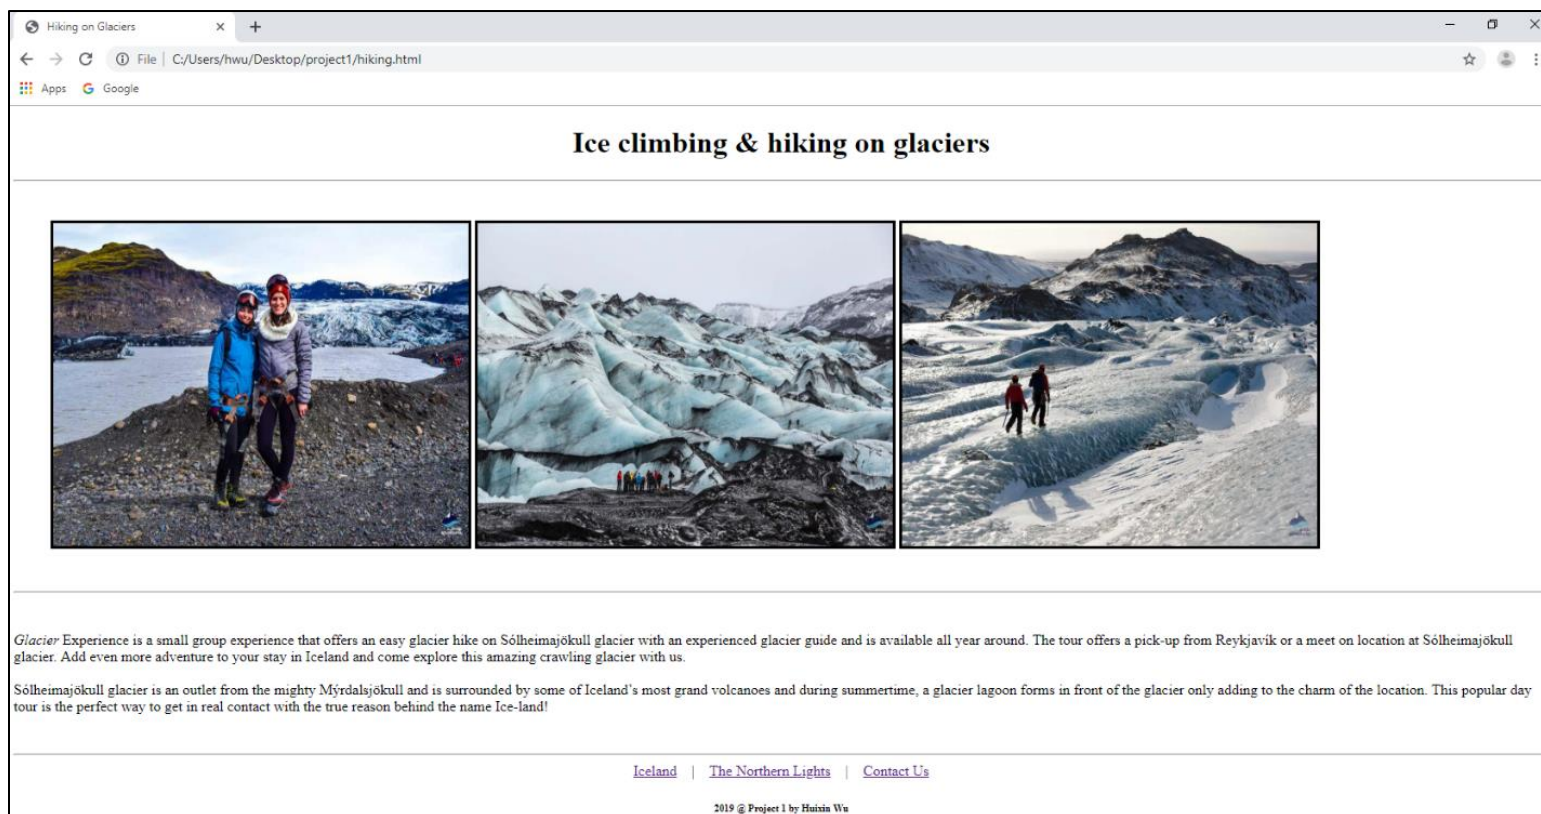 Hiking on Glaciers
File | C:/Users/hwu/Desktop/project1/hiking.html
Apps Google
Ice climbing & hiking on glaciers
Glacier Experience is a small group experience that offers an easy glacier hike on Sólheimajökull glacier with an experienced glacier guide and is available all year around. The tour offers a pick-up from Reykjavík or a meet on location at Sólheimajökull
glacier. Add even more adventure to your stay in Iceland and come explore this amazing crawling glacier with us.
Sólheimajökull glacier is an outlet from the mighty Mýrdalsjökull and is surrounded by some of Iceland’s most grand volcanoes and during summertime, a glacier lagoon forms in front of the glacier only adding to the charm of the location. This popular day
tour is the perfect way to get in real contact with the true reason behind the name Ice-land!
Iceland | The Northern Lights | Contact Us
2019 @ Project 1 by Huixin Wu